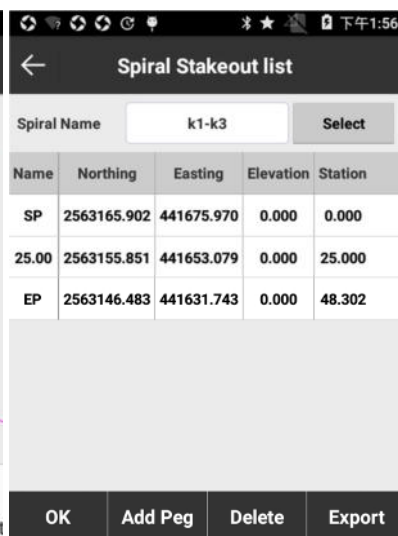 下午1:56
Spiral Stakeout list
Spiral Name k1-k3 Select
Name Northing Easting Elevation Station
SP 2563165.902 441675.970 0.000 0.000
25.00 2563155.851 441653.079 0.000 25.000
EP 2563146.483 441631.743 0.000 48.302
OK Add Peg Delete Export